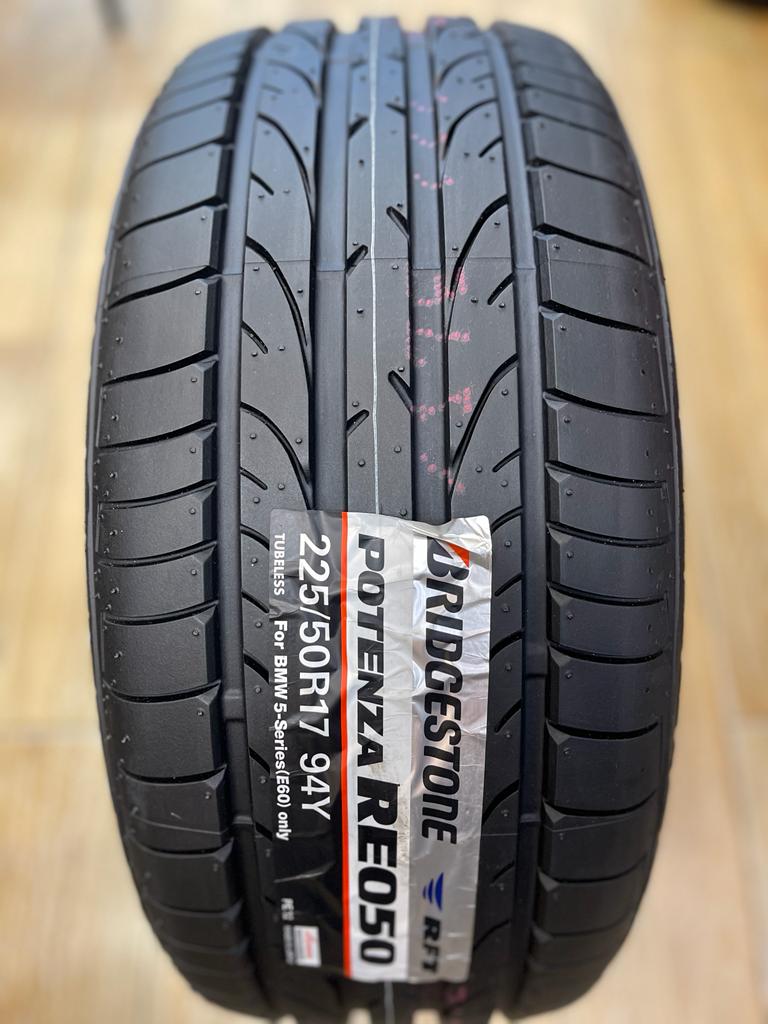 BRIDGESTONE RFT
POTENZA RE050
225/50R17 94Y
TUBELESS For BMW 5-Series(E60) only